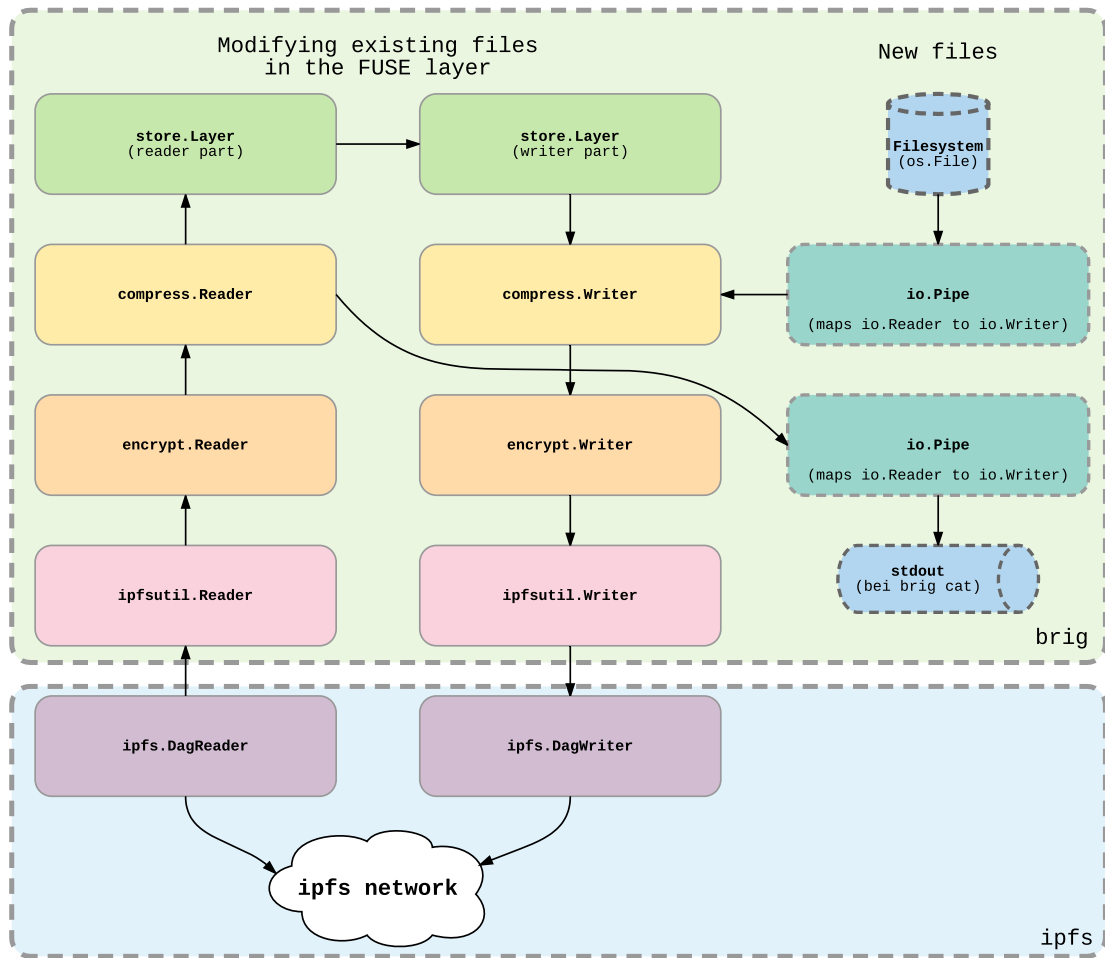 Modifying existing files
in the FUSE layer
New files
store.Layer
(reader part)
store.Layer
(writer part)
Filesystem
(os.File)
compress.Reader
compress.Writer
io.Pipe
(maps io.Reader to io.Writer)
encrypt.Reader
encrypt.Writer
io.Pipe
(maps io.Reader to io.Writer)
ipfsutil.Reader
ipfsutil.Writer
stdout
(bei brig cat)
brig
ipfs.DagReader
ipfs.DagWriter
ipfs network
ipfs